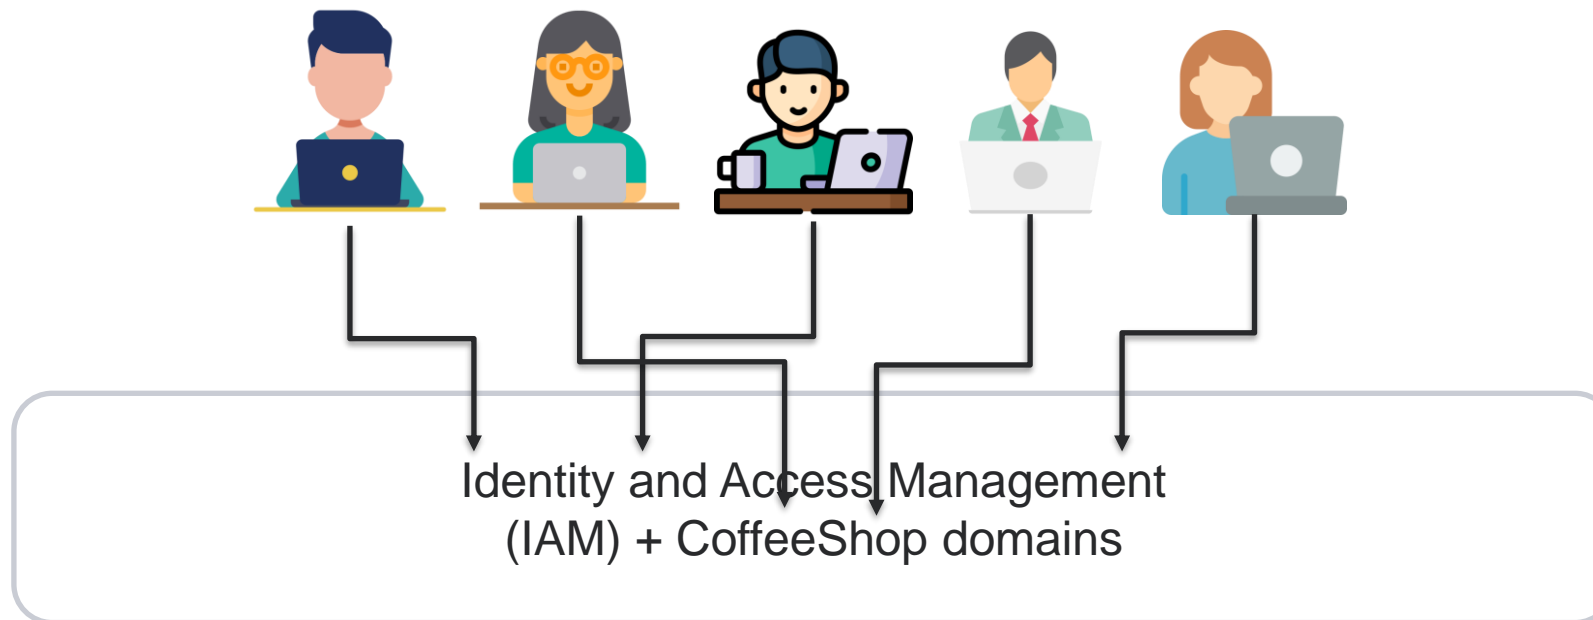 Identity and Access Management
(IAM) + CoffeeShop domains